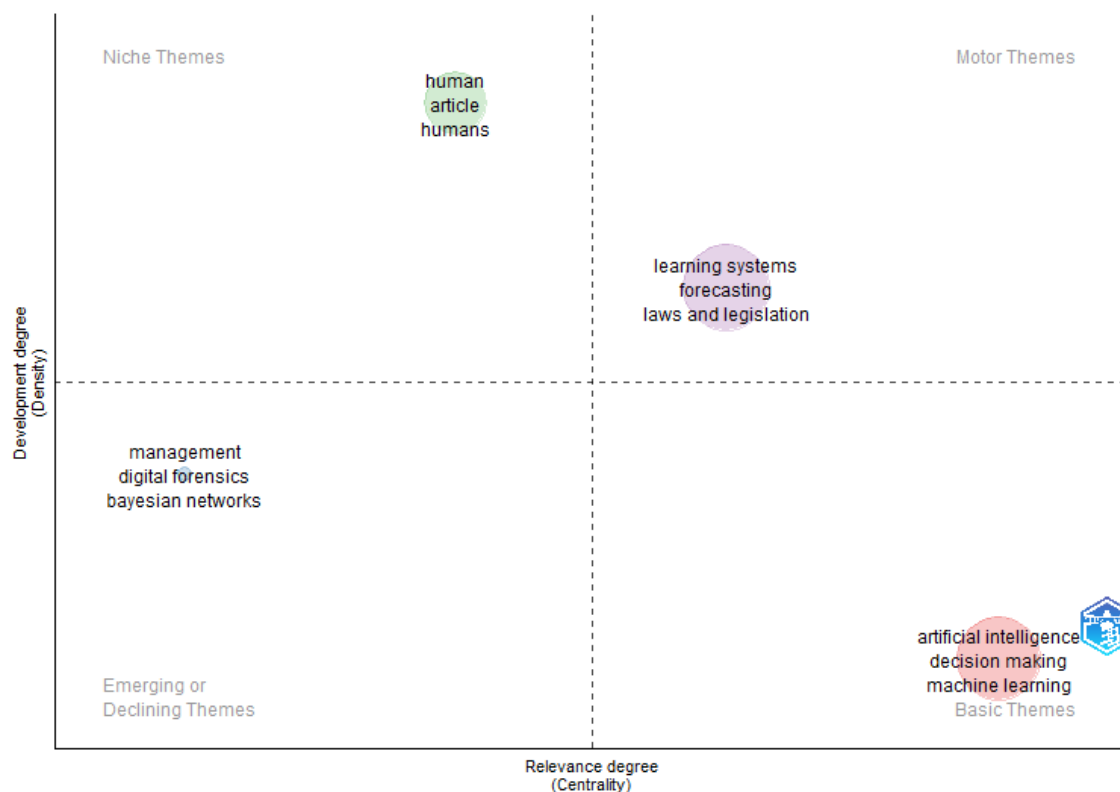 Niche Themes
Motor Themes
human
article
humans
learning systems
forecasting
laws and legislation
Development degree
(Density)
management
digital forensics
bayesian networks
artificial intelligence
decision making
machine learning
Emerging or
Declining Themes
Basic Themes
Relevance degree
(Centrality)